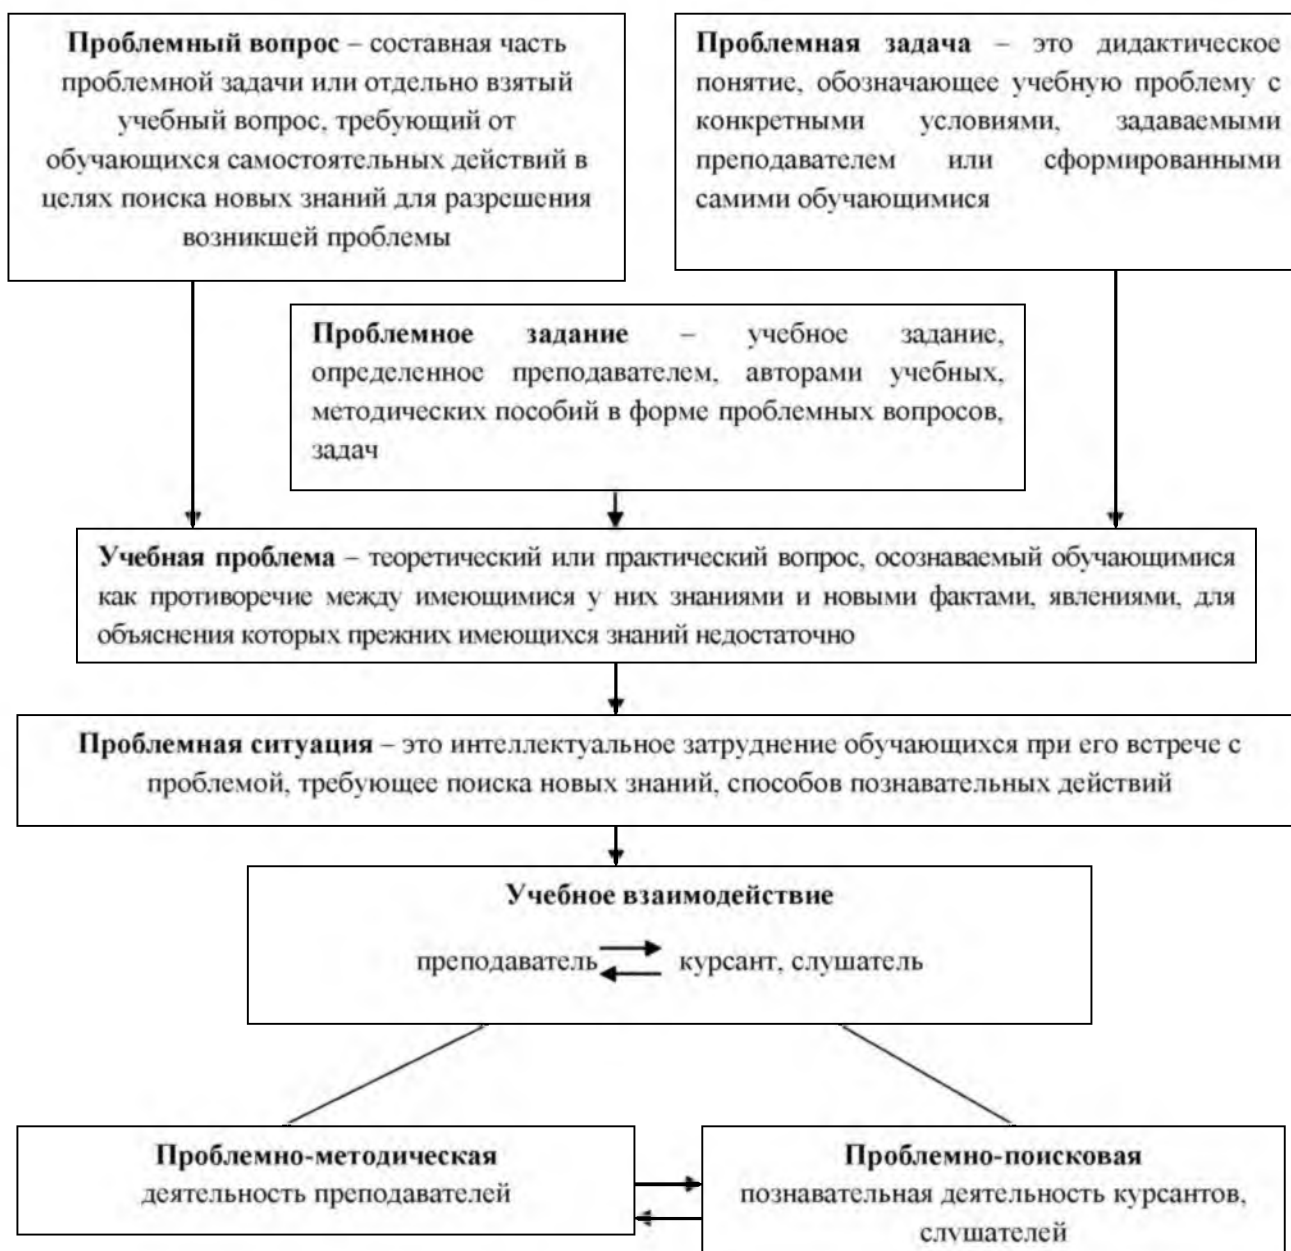 Проблемный вопрос – составная часть
проблемной задачи или отдельно взятый
учебный вопрос, требующий от
обучающихся самостоятельных действий в
целях поиска новых знаний для разрешения
возникшей проблемы
Проблемная задача – это дидактическое
понятие, обозначающее учебную проблему с
конкретными условиями, задаваемыми
преподавателем или сформированными
самими обучающимися
Проблемное задание – учебное задание,
определенное преподавателем, авторами учебных,
методических пособий в форме проблемных вопросов,
задач
Учебная проблема – теоретический или практический вопрос, осознаваемый обучающимися
как противоречие между имеющимися у них знаниями и новыми фактами, явлениями, для
объяснения которых прежних имеющихся знаний недостаточно
Проблемная ситуация – это интеллектуальное затруднение обучающихся при его встрече с
проблемой, требующее поиска новых знаний, способов познавательных действий
Учебное взаимодействие
преподаватель курсант, слушатель
Проблемно-методическая
деятельность преподавателей
Проблемно-поисковая
познавательная деятельность курсантов,
слушателей